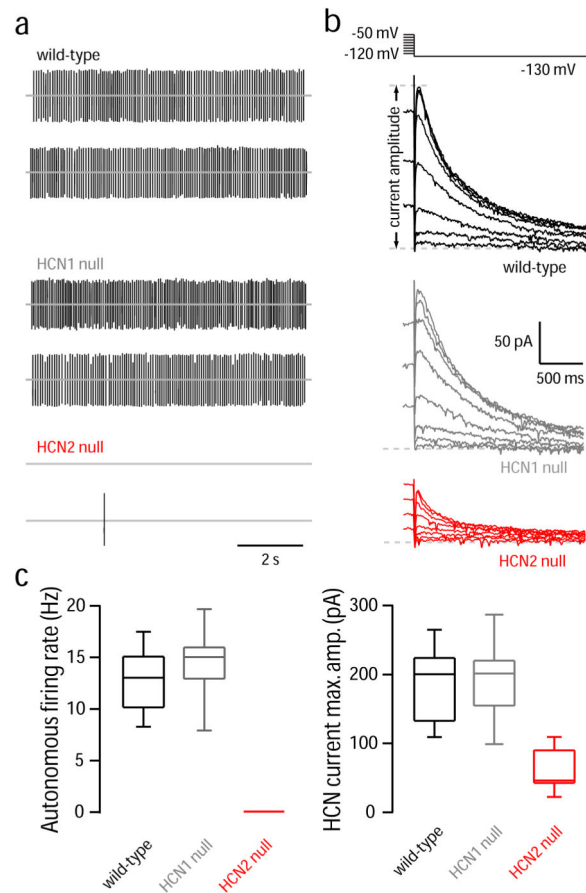 a
wild-type
HCN1 null
HCN2 null
2 s
b
-50 mV
-120 mV
-130 mV
current amplitude
wild-type
50 pA
500 ms
HCN1 null
HCN2 null
c
Autonomous firing rate (Hz)
20
15
10
5
0
wild-type
HCN1 null
HCN2 null
HCN current max. amp. (pA)
300
200
100
0
wild-type
HCN1 null
HCN2 null